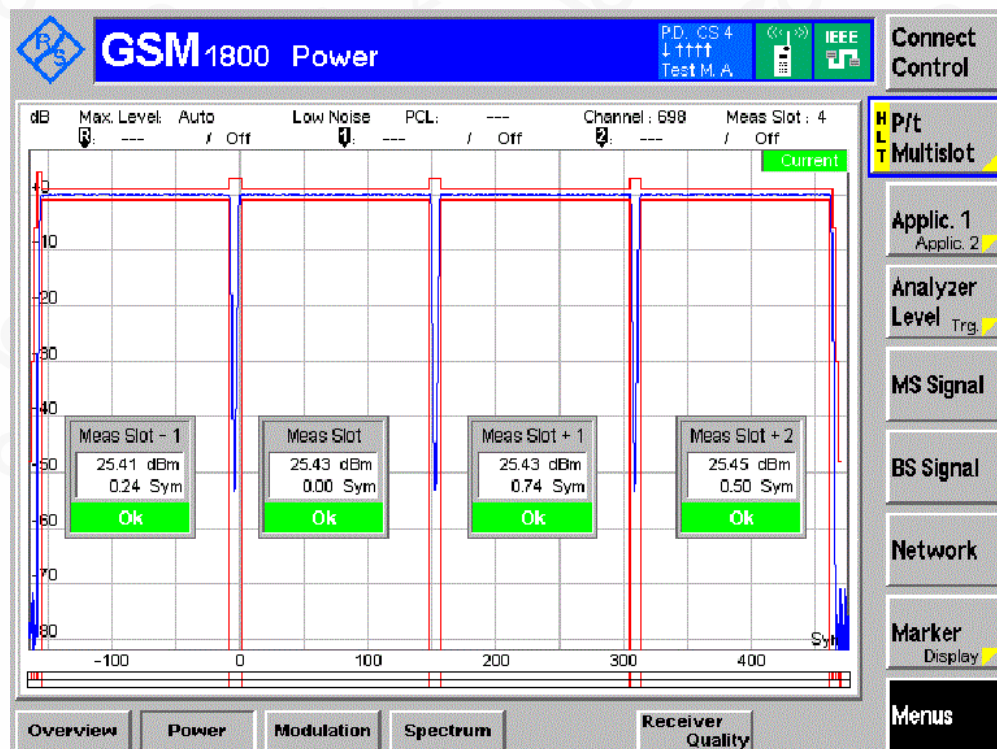 R&S
GSM 1800 Power
P.D. CS 4
↓ ↑↑↑↑
Test M. A
IEEE
Connect Control
dB Max. Level: Auto Low Noise PCL: --- Channel : 698 Meas Slot : 4
R: --- / Off 1: --- / Off 2: --- / Off
Current
HLT
P/t Multislot
Applic. 1
Applic. 2
Analyzer Level Trg.
MS Signal
BS Signal
Network
Marker
Display
Menus
+0
-10
-20
-30
-40
-50
-60
-70
-80
Meas Slot - 1
25.41 dBm
0.24 Sym
Ok
Meas Slot
25.43 dBm
0.00 Sym
Ok
Meas Slot + 1
25.43 dBm
0.74 Sym
Ok
Meas Slot + 2
25.45 dBm
0.50 Sym
Ok
-100 0 100 200 300 400
Overview Power Modulation Spectrum Receiver Quality